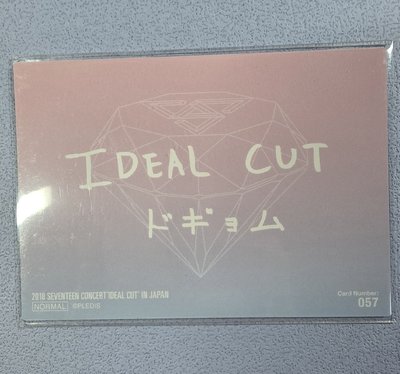 IDEAL CUT
ドギョム
2018 SEVENTEEN CONCERT 'IDEAL CUT' IN JAPAN
NORMAL ©PLEDIS
Card Number:
057